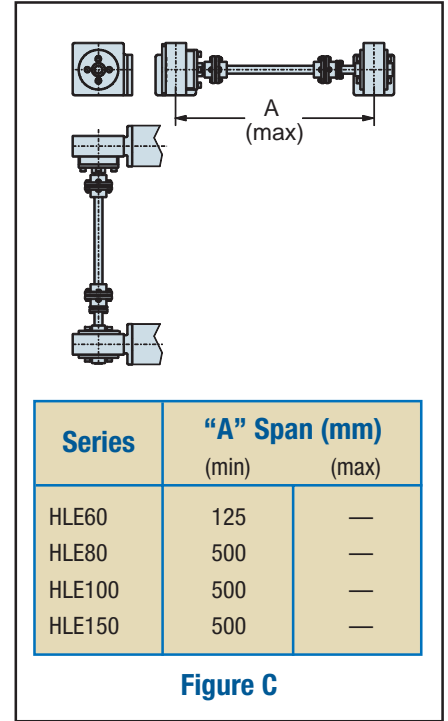 A
(max)
Series “A” Span (mm)
(min) (max)
HLE60 125 —
HLE80 500 —
HLE100 500 —
HLE150 500 —
Figure C